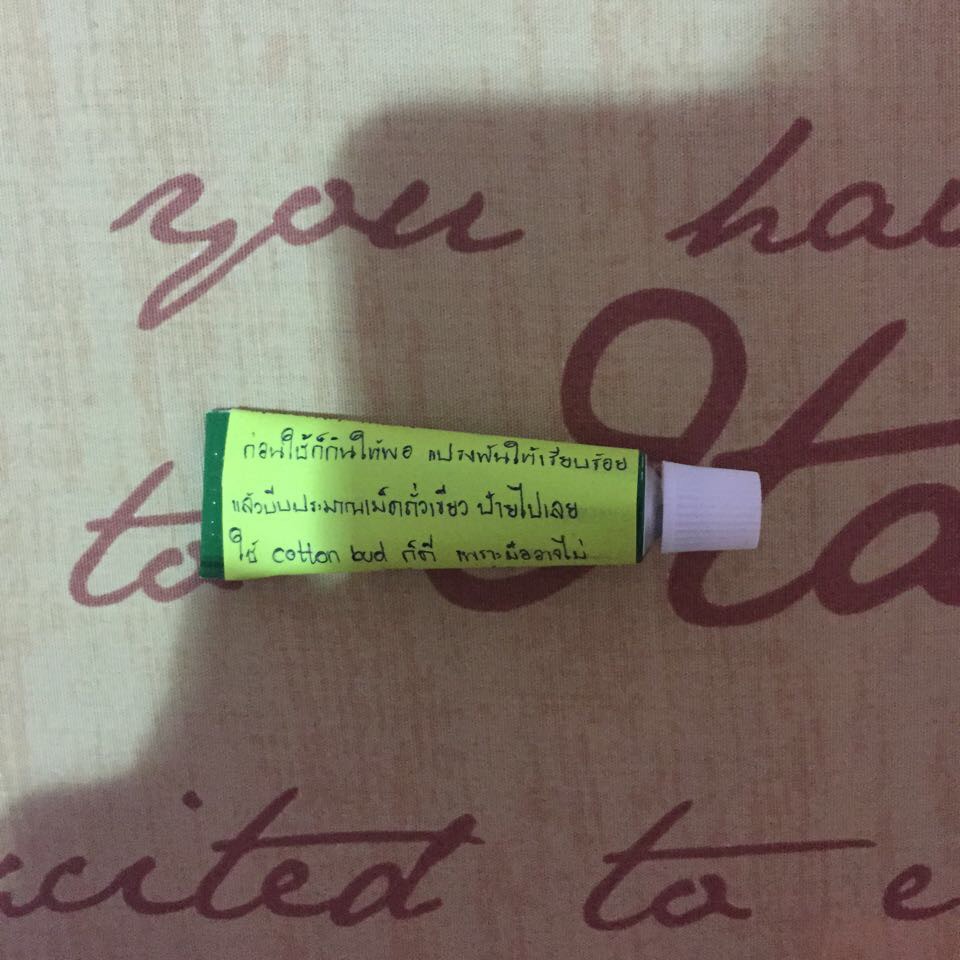 you hav
ก่อนใช้ก็กินให้พอ แปรงฟันให้เรียบร้อย
แล้วบีบประมาณเม็ดถั่วเขียว ป้ายไปเลย
ใช้ cotton bud ก็ดี เพราะมืออาจไม่
to
xcited to e